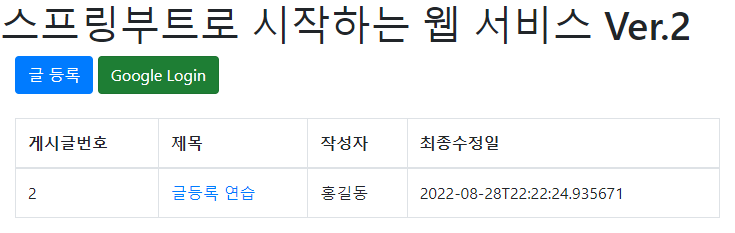 스프링부트로 시작하는 웹 서비스 Ver.2
글 등록 Google Login
게시글번호 제목 작성자 최종수정일
2 글등록 연습 홍길동 2022-08-28T22:22:24.935671